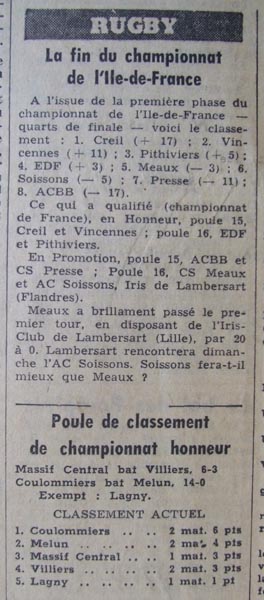 RUGBY
La fin du championnat
de l'Ile-de-France
A l'issue de la première phase du
championnat de l'Ile-de-France —
quarts de finale — voici le classe-
ment : 1. Creil (+ 17) ; 2. Vin-
cennes (+ 11) ; 3. Pithiviers (+ 5) ;
4. EDF (+ 3) ; 5. Meaux (— 3) ; 6.
Soissons (— 5) ; 7. Presse (— 11) ;
8. ACBB (— 17).
Ce qui a qualifié (championnat
de France), en Honneur, poule 15,
Creil et Vincennes ; poule 16, EDF
et Pithiviers.
En Promotion, poule 15, ACBB et
CS Presse ; Poule 16, CS Meaux
et AC Soissons, Iris de Lambersart
(Flandres).
Meaux a brillament passé le pre-
mier tour, en disposant de l'Iris-
Club de Lambersart (Lille), par 20
à 0. Lambersart rencontrera diman-
che l'AC Soissons. Soissons fera-t-il
mieux que Meaux ?
Poule de classement
de championnat honneur
Massif Central bat Villiers, 6-3
Coulommiers bat Melun, 14-0
Exempt : Lagny.
CLASSEMENT ACTUEL
1. Coulommiers .. .. 2 mat. 6 pts
2. Melun .. .. .. .. 2 mat. 4 pts
3. Massif Central .. .. 1 mat. 3 pts
4. Villiers .. .. .. .. 2 mat. 3 pts
5. Lagny .. .. .. .. 1 mat. 1 pt